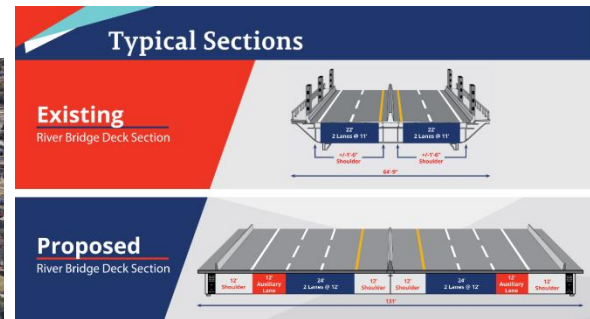 Typical Sections
Existing
River Bridge Deck Section
22'
2 Lanes @ 11'
22'
2 Lanes @ 11'
+/-1'-6"
Shoulder
+/-1'-6"
Shoulder
64'-9"
Proposed
River Bridge Deck Section
12'
Shoulder
12'
Auxiliary
Lane
24'
2 Lanes @ 12'
12'
Shoulder
12'
Shoulder
24'
2 Lanes @ 12'
12'
Auxiliary
Lane
12'
Shoulder
131'